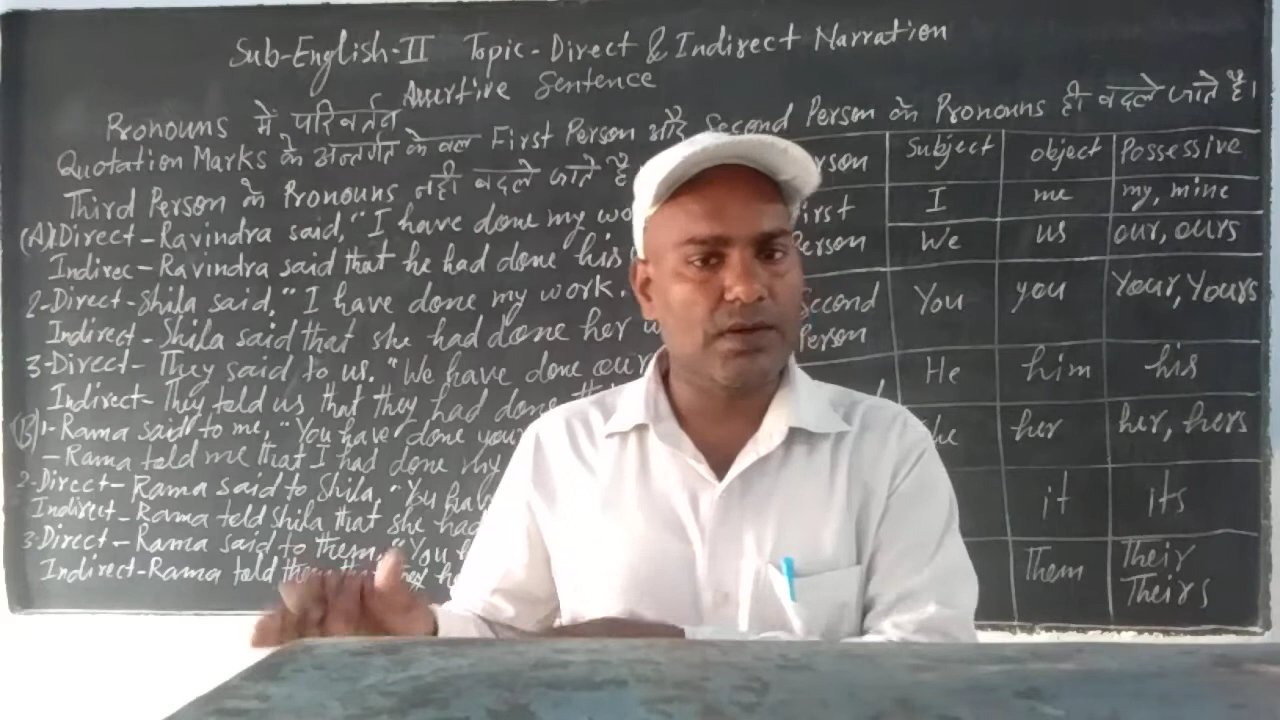 Sub-English-II Topic-Direct & Indirect Narration
Assertive Sentence
Pronouns में परिवर्तन
Quotation Marks के अन्तर्गत केवल First Person और Second Person के Pronouns ही बदले जाते है।
Third Person के Pronouns नही बदले जाते है
(A) 1. Direct-Ravindra said, "I have done my
Indirec-Ravindra said that he had done his
2-Direct-Shila said, "I have done my work.
Indirect-Shila said that she had done her
3-Direct-They said to us. "We have done our
Indirect-They told us that they had done
(B) 1-Rama said to me, "You have done your
-Rama told me that I had done my
2-Direct-Rama said to Shila, "You
Indirect-Rama told Shila that she had
3-Direct-Rama said to them, "You
Indirect-Rama told them that they
Subject object Possessive
I me my, mine
Person We us our, ours
Second Person You you Your, Yours
He him his
her her, hers
it its
Them Their
Theirs